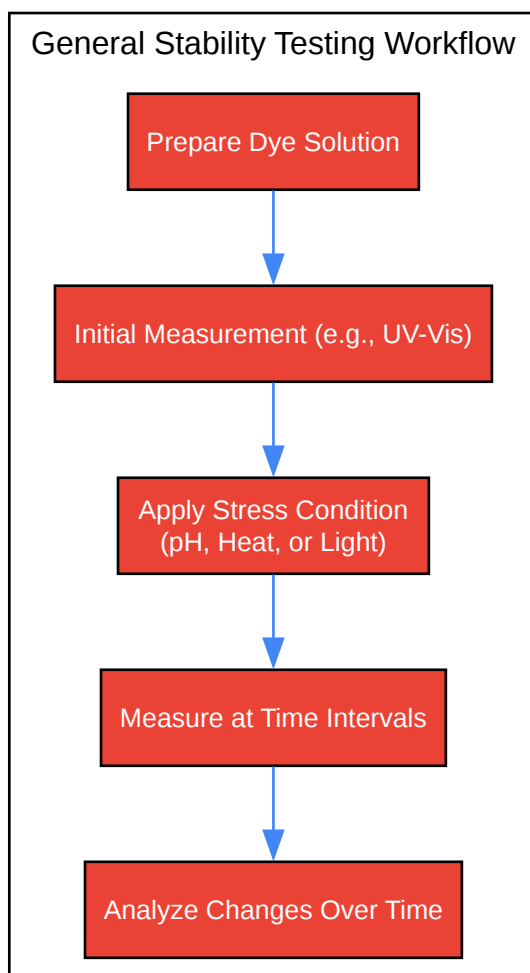 General Stability Testing Workflow
Prepare Dye Solution
Initial Measurement (e.g., UV-Vis)
Apply Stress Condition
(pH, Heat, or Light)
Measure at Time Intervals
Analyze Changes Over Time